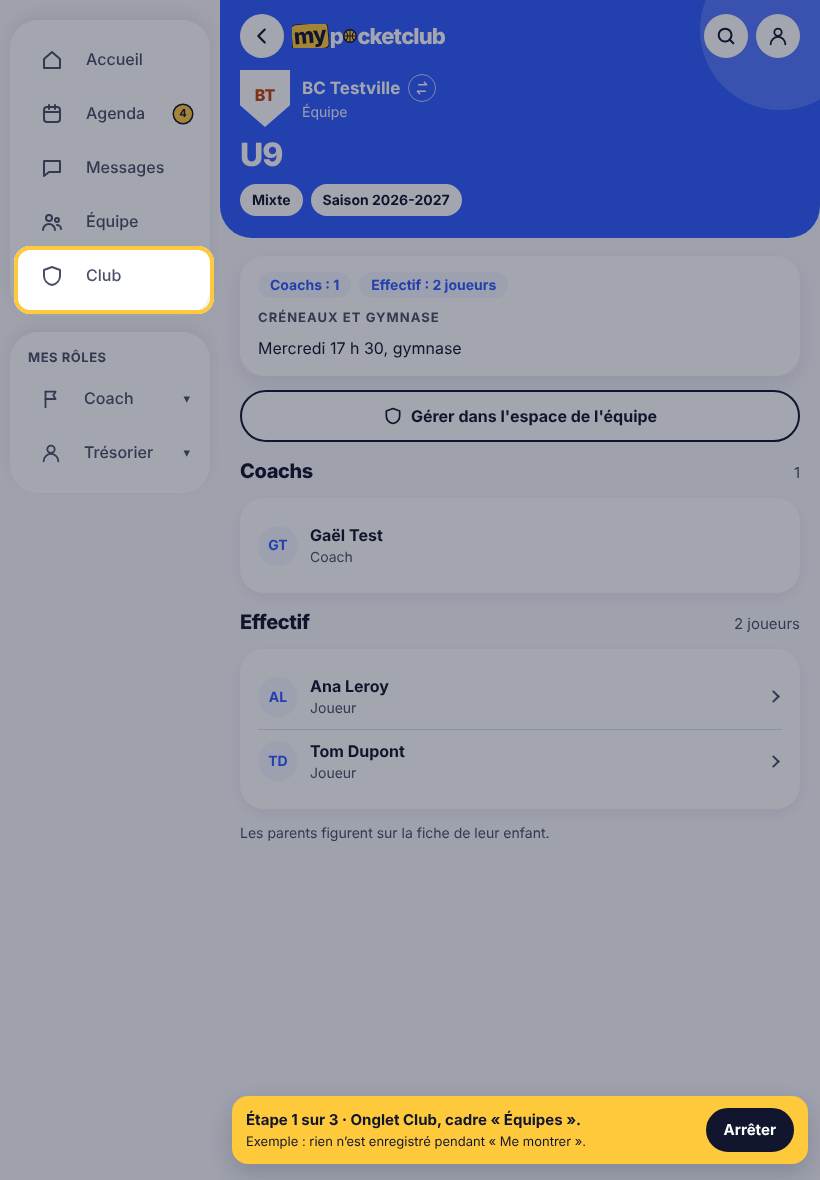 Accueil
Agenda
4
Messages
Équipe
Club
MES RÔLES
Coach
Trésorier
mypocketclub
BT
BC Testville
Équipe
U9
Mixte
Saison 2026-2027
Coachs : 1
Effectif : 2 joueurs
CRÉNEAUX ET GYMNASE
Mercredi 17 h 30, gymnase
Gérer dans l'espace de l'équipe
Coachs
1
GT
Gaël Test
Coach
Effectif
2 joueurs
AL
Ana Leroy
Joueur
TD
Tom Dupont
Joueur
Les parents figurent sur la fiche de leur enfant.
Étape 1 sur 3 · Onglet Club, cadre « Équipes ».
Exemple : rien n’est enregistré pendant « Me montrer ».
Arrêter